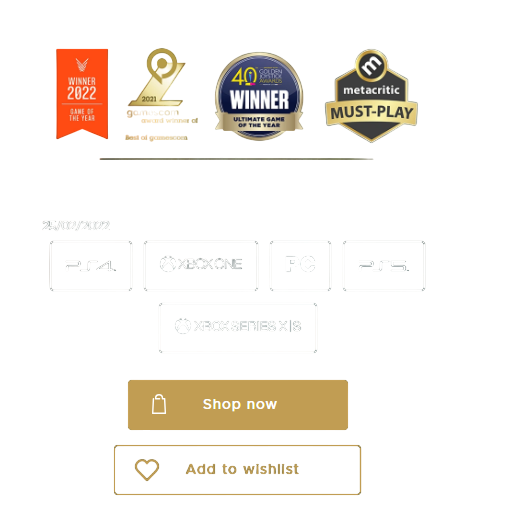 WINNER
2022
GAME OF
THE YEAR
2021
gamescom
award winner of
Best of gamescom
40 GOLDEN
JOYSTICK
AWARDS
WINNER
ULTIMATE GAME
OF THE YEAR
m
metacritic
MUST-PLAY
25/02/2022
PS4 XBOX ONE PC PS5
XBOX SERIES X|S
Shop now
Add to wishlist